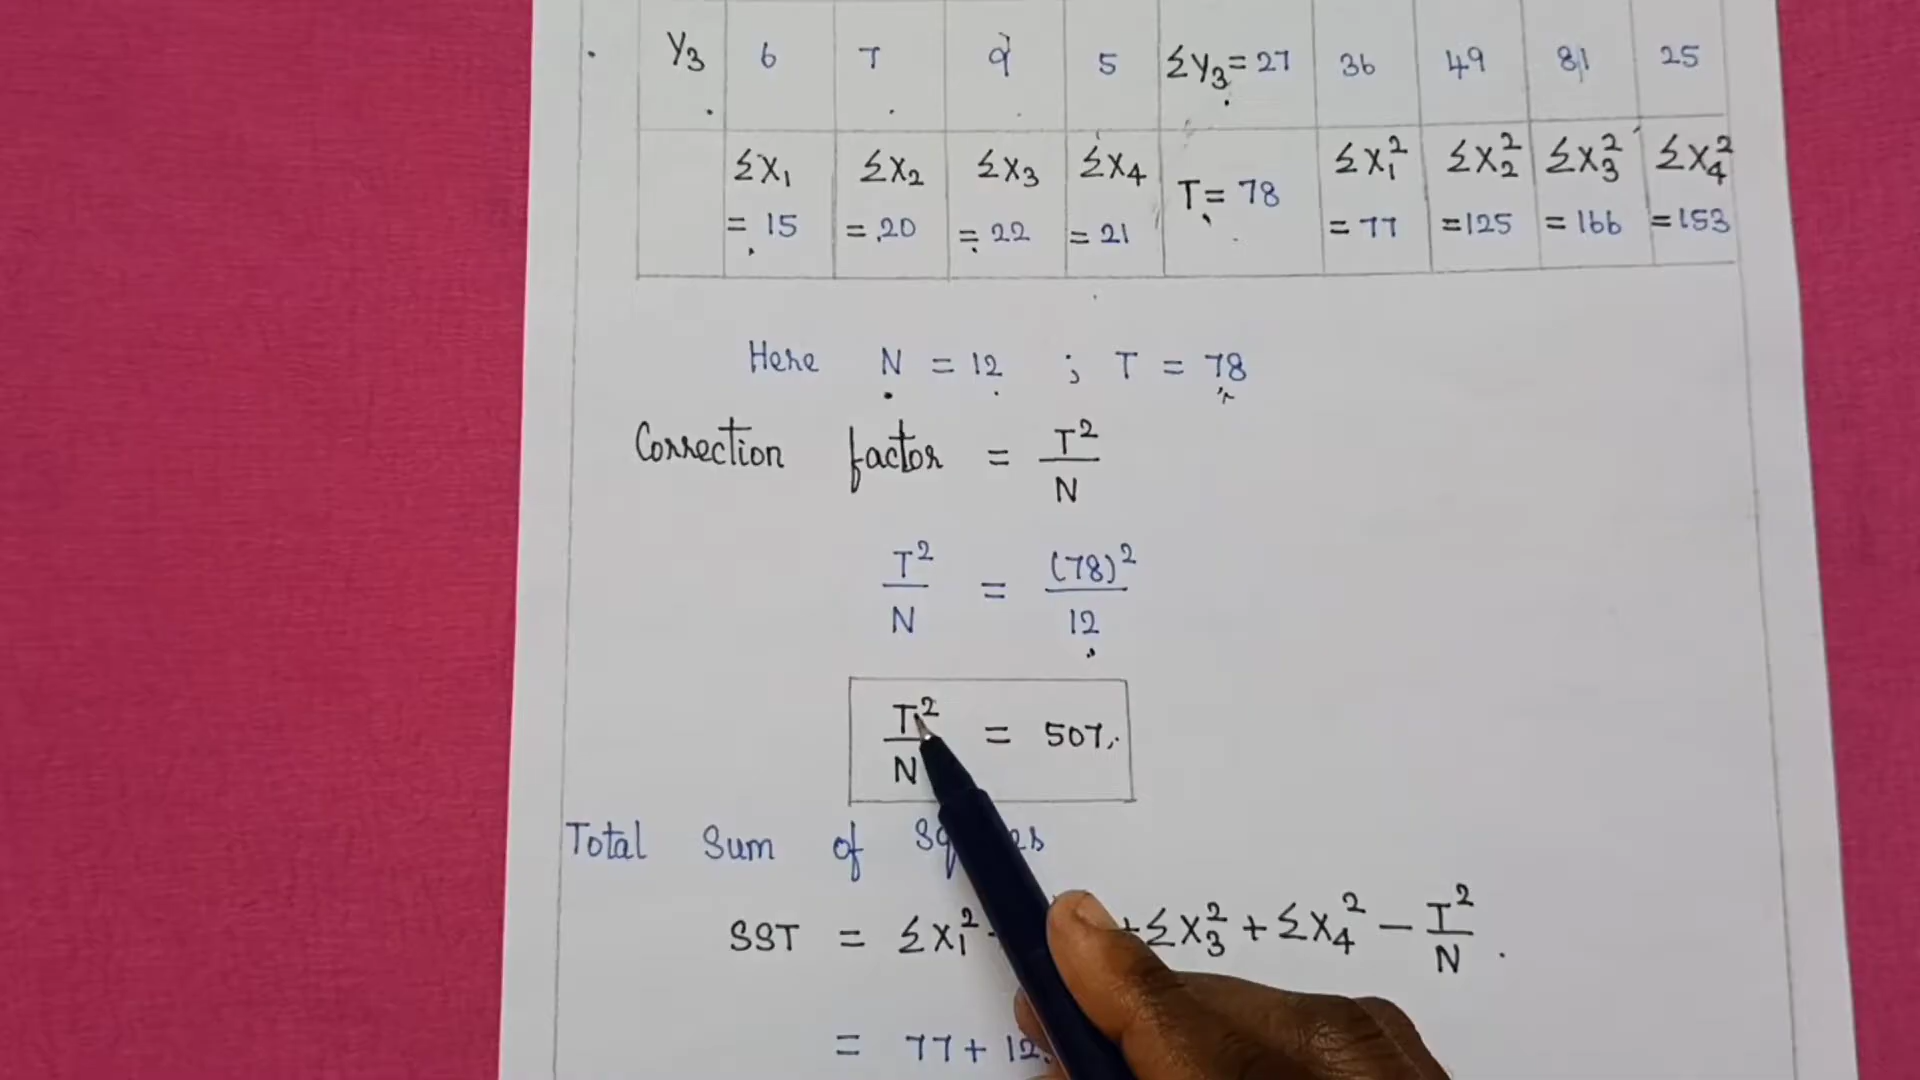 Y₃ 6 7 9 5 ΣY₃ = 27 36 49 81 25
ΣX₁ ΣX₂ ΣX₃ ΣX₄ T = 78 ΣX₁² ΣX₂² ΣX₃² ΣX₄²
= 15 = 20 = 22 = 21 = 77 =125 = 166 =153
Here N = 12 ; T = 78
Correction factor = T²/N
T²/N = (78)²/12
T²/N = 507.
Total Sum of
SST = ΣX₁² + ΣX₃² + ΣX₄² − T²/N .
= 77 +